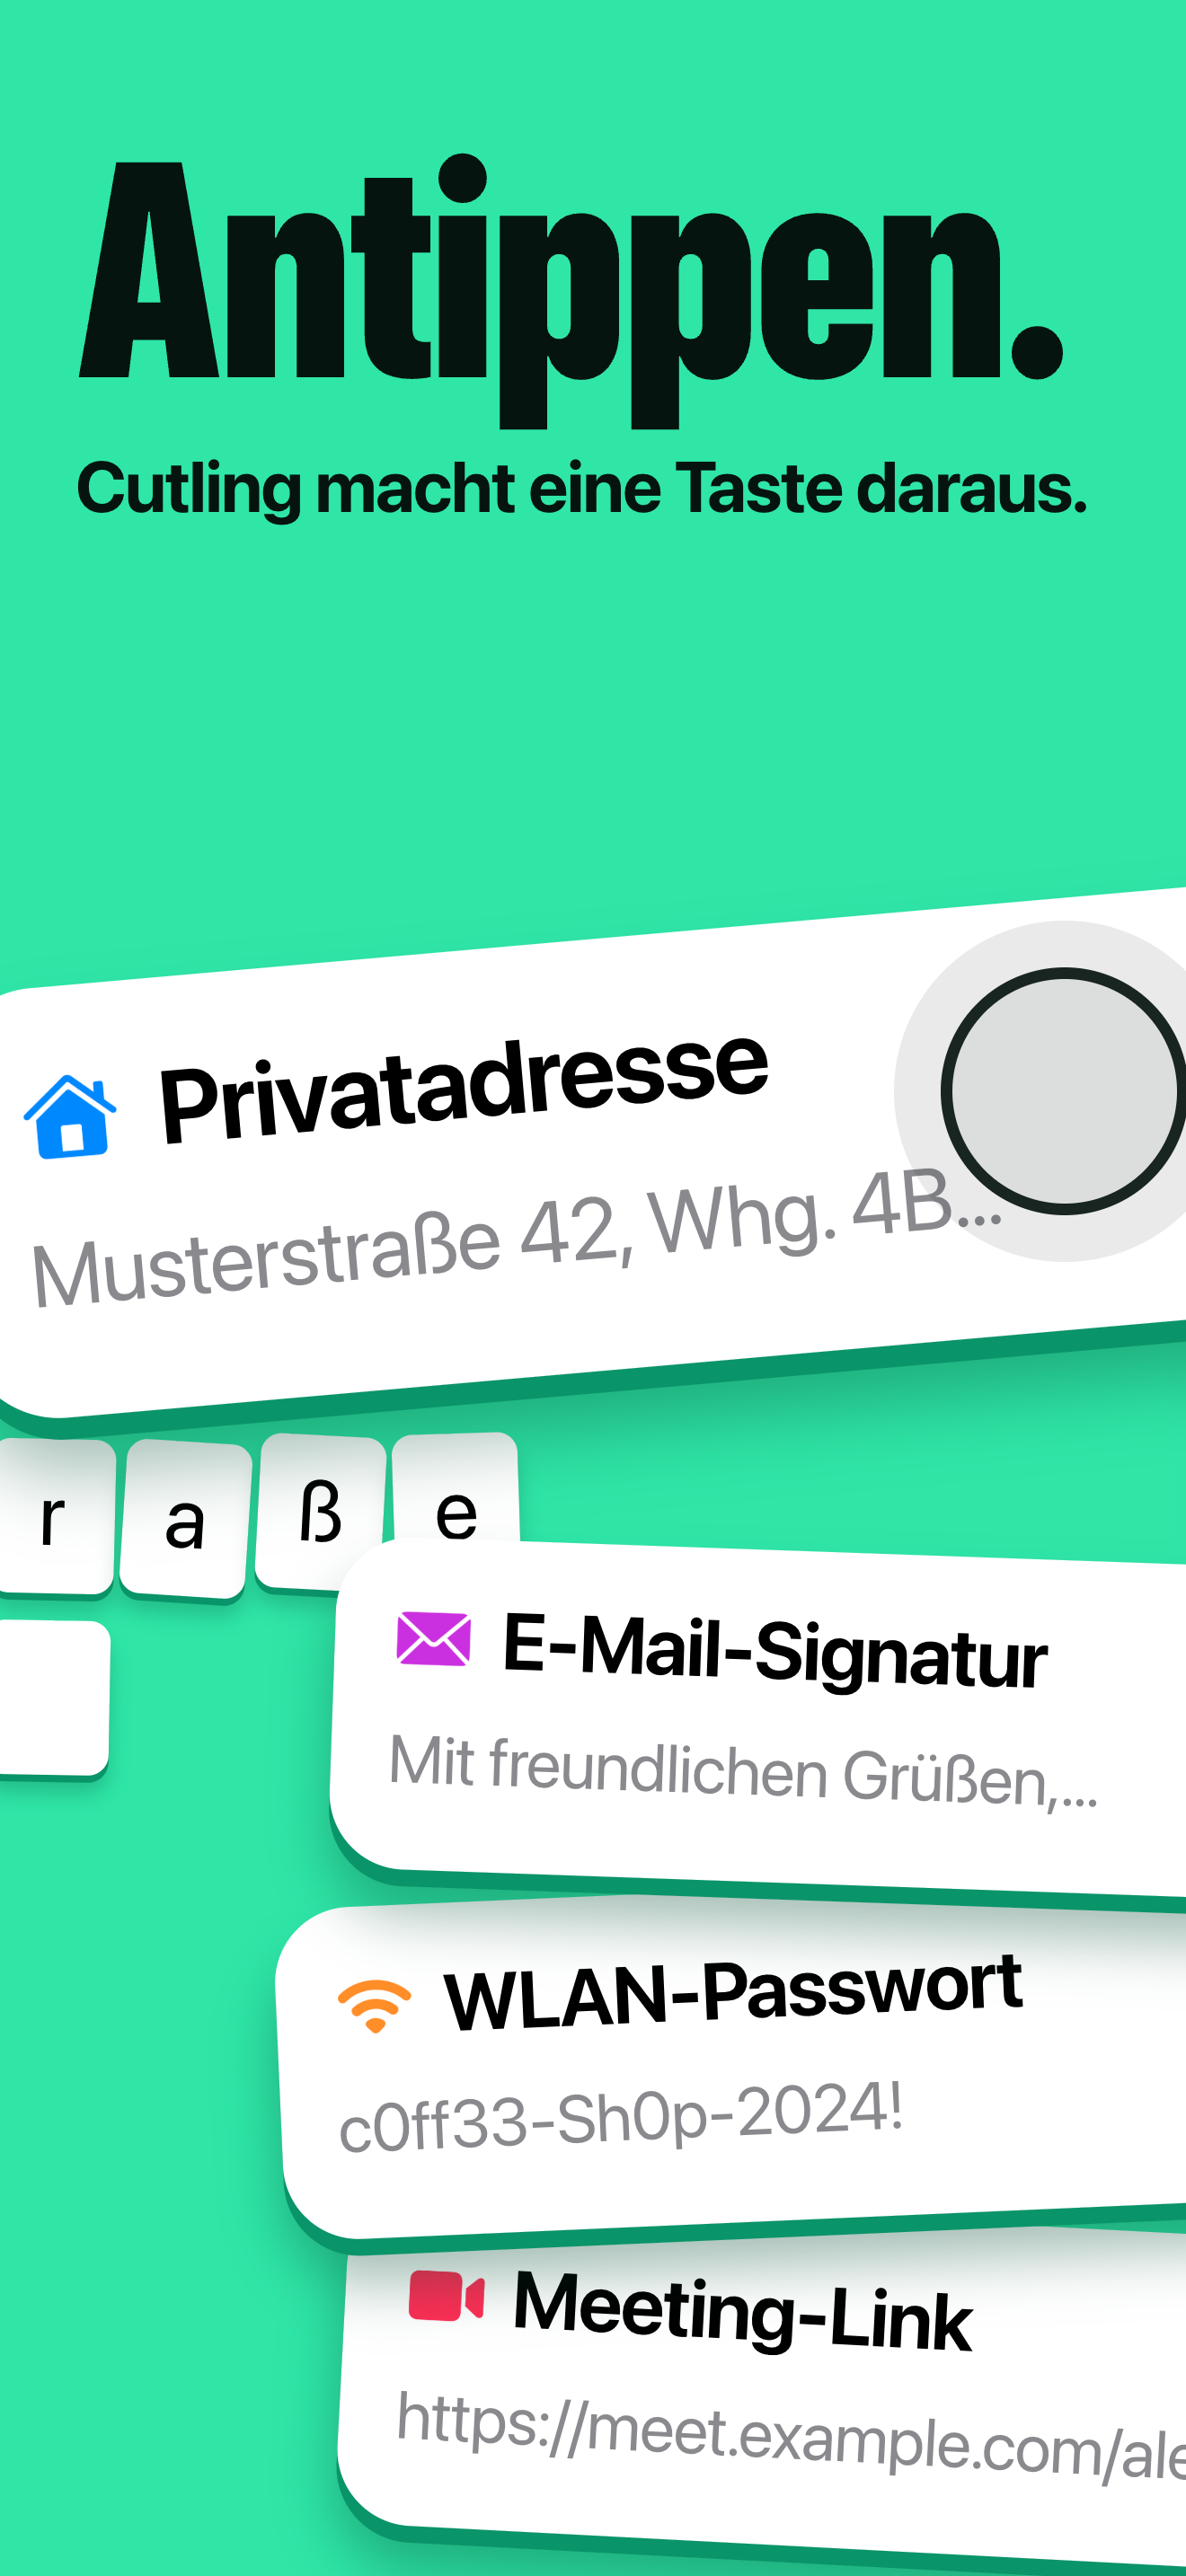 Antippen.
Cutling macht eine Taste daraus.
Privatadresse
Musterstraße 42, Whg. 4B...
r a ß e
E-Mail-Signatur
Mit freundlichen Grüßen,...
WLAN-Passwort
c0ff33-Sh0p-2024!
Meeting-Link
https://meet.example.com/ale